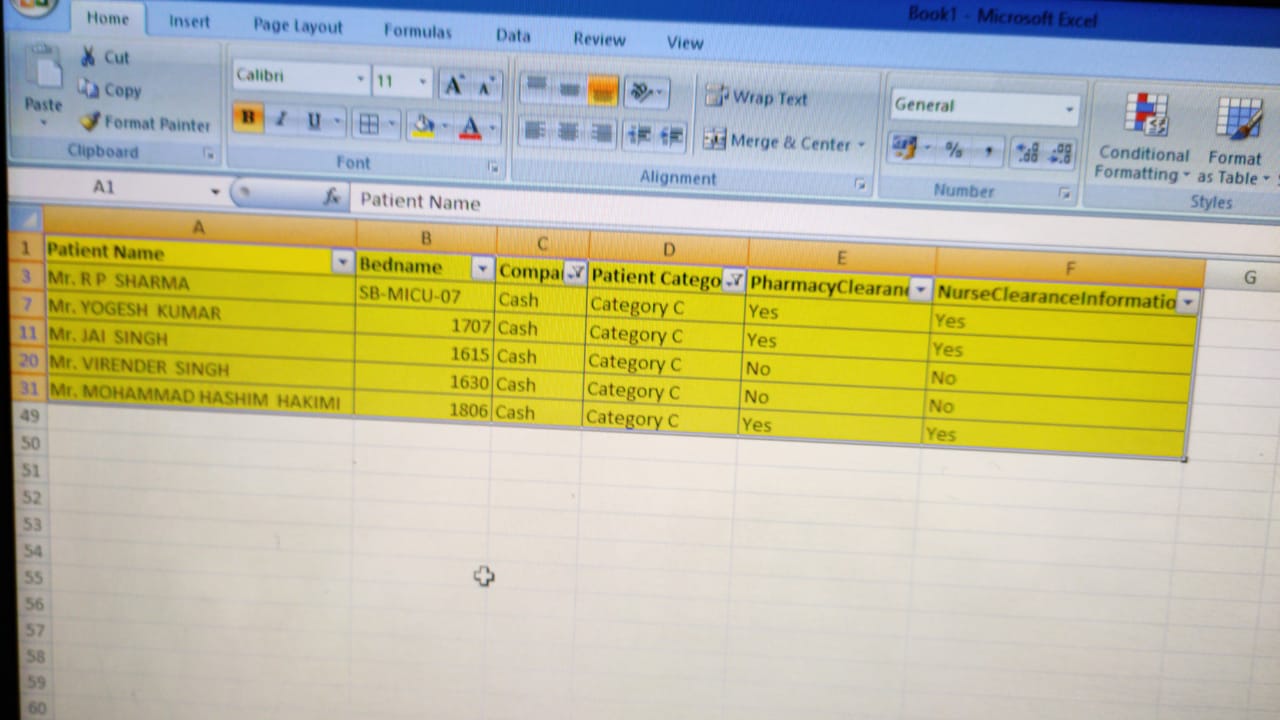 Book1 - Microsoft Excel
Home Insert Page Layout Formulas Data Review View
Cut
Copy
Format Painter
Paste
Clipboard
Calibri 11
B I U
Font
Wrap Text
Merge & Center
Alignment
General
%
Number
Conditional Formatting
Format as Table
Styles
A1 fx Patient Name
A B C D E F G
1 Patient Name Bedname Compa Patient Catego PharmacyClearan NurseClearanceInformatio
3 Mr. R P SHARMA SB-MICU-07 Cash Category C Yes Yes
7 Mr. YOGESH KUMAR 1707 Cash Category C Yes Yes
11 Mr. JAI SINGH 1615 Cash Category C No No
20 Mr. VIRENDER SINGH 1630 Cash Category C No No
31 Mr. MOHAMMAD HASHIM HAKIMI 1806 Cash Category C Yes Yes
49
50
51
52
53
54
55
56
57
58
59
60